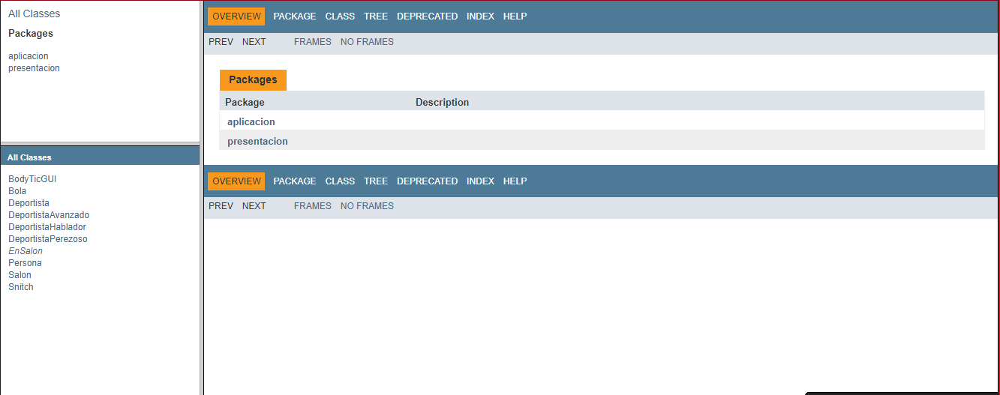 All Classes
Packages
aplicacion
presentacion
All Classes
BodyTicGUI
Bola
Deportista
DeportistaAvanzado
DeportistaHablador
DeportistaPerezoso
EnSalon
Persona
Salon
Snitch
OVERVIEW PACKAGE CLASS TREE DEPRECATED INDEX HELP
PREV NEXT FRAMES NO FRAMES
Packages
Package Description
aplicacion
presentacion
OVERVIEW PACKAGE CLASS TREE DEPRECATED INDEX HELP
PREV NEXT FRAMES NO FRAMES